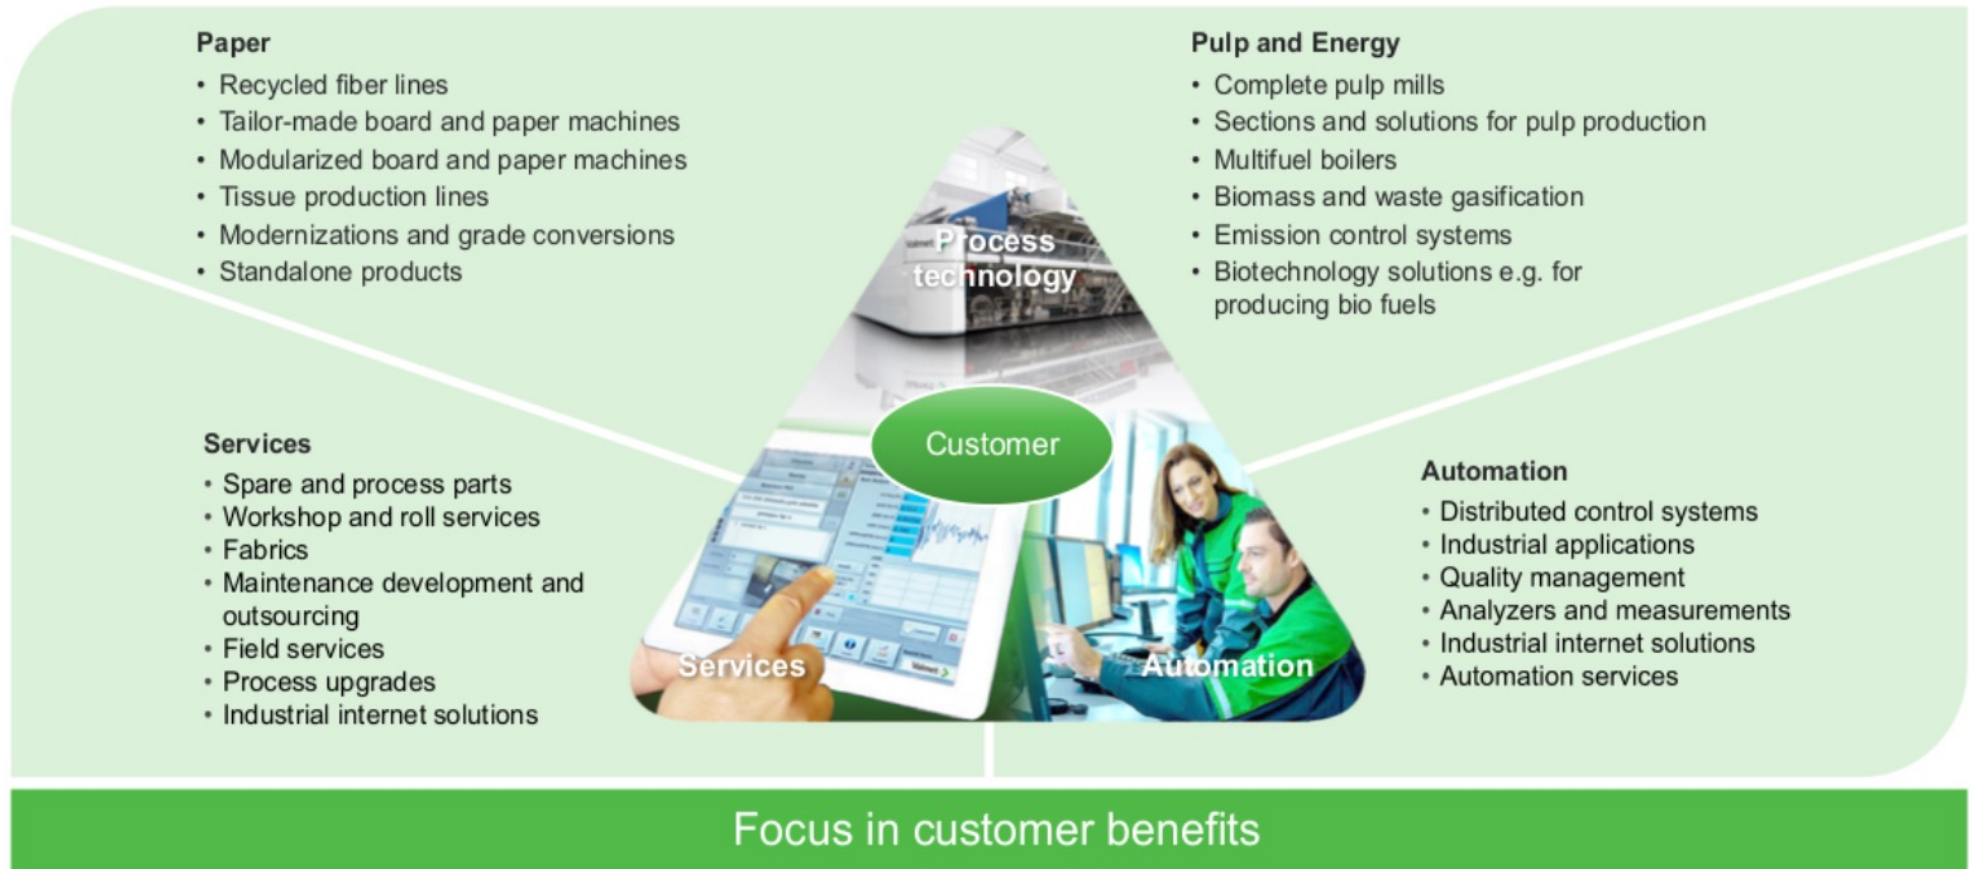 Paper
• Recycled fiber lines
• Tailor-made board and paper machines
• Modularized board and paper machines
• Tissue production lines
• Modernizations and grade conversions
• Standalone products
Pulp and Energy
• Complete pulp mills
• Sections and solutions for pulp production
• Multifuel boilers
• Biomass and waste gasification
• Emission control systems
• Biotechnology solutions e.g. for
producing bio fuels
Valmet
Process
technology
Customer
Services
• Spare and process parts
• Workshop and roll services
• Fabrics
• Maintenance development and
outsourcing
• Field services
• Process upgrades
• Industrial internet solutions
Services
Valmet
Automation
Automation
• Distributed control systems
• Industrial applications
• Quality management
• Analyzers and measurements
• Industrial internet solutions
• Automation services
Focus in customer benefits